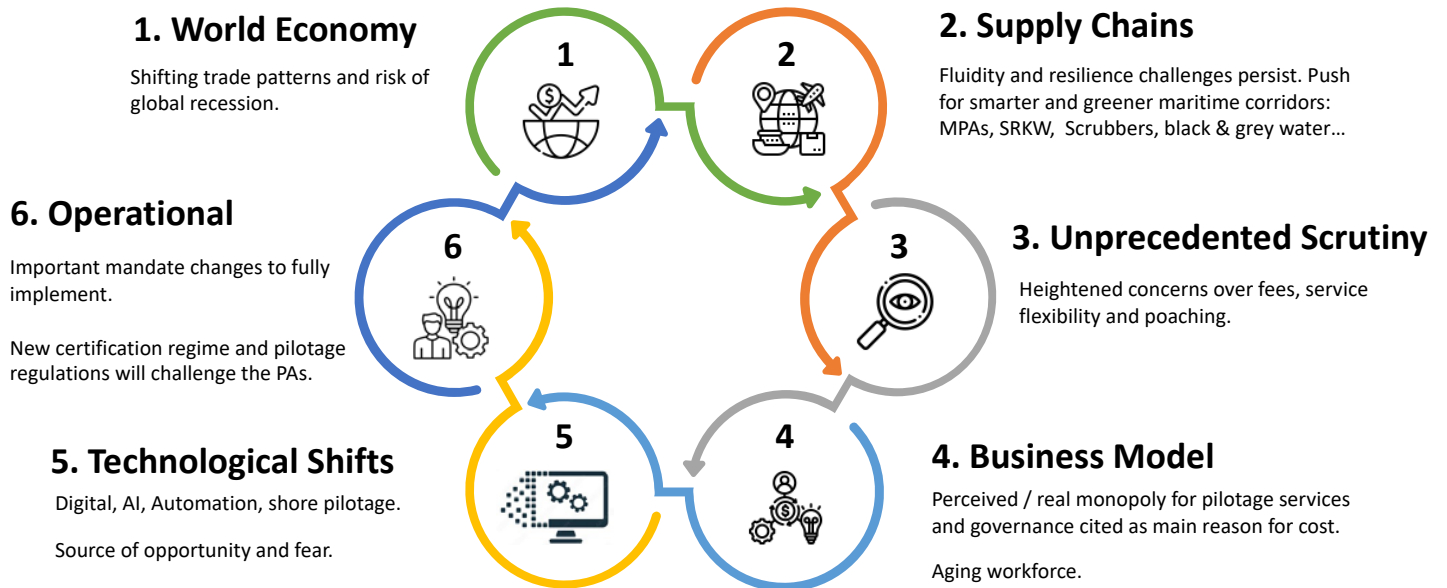 1. World Economy
Shifting trade patterns and risk of
global recession.
1
2
2. Supply Chains
Fluidity and resilience challenges persist. Push
for smarter and greener maritime corridors:
MPAs, SRKW, Scrubbers, black & grey water…
3
3. Unprecedented Scrutiny
Heightened concerns over fees, service
flexibility and poaching.
4
4. Business Model
Perceived / real monopoly for pilotage services
and governance cited as main reason for cost.
Aging workforce.
5
5. Technological Shifts
Digital, AI, Automation, shore pilotage.
Source of opportunity and fear.
6
6. Operational
Important mandate changes to fully
implement.
New certification regime and pilotage
regulations will challenge the PAs.